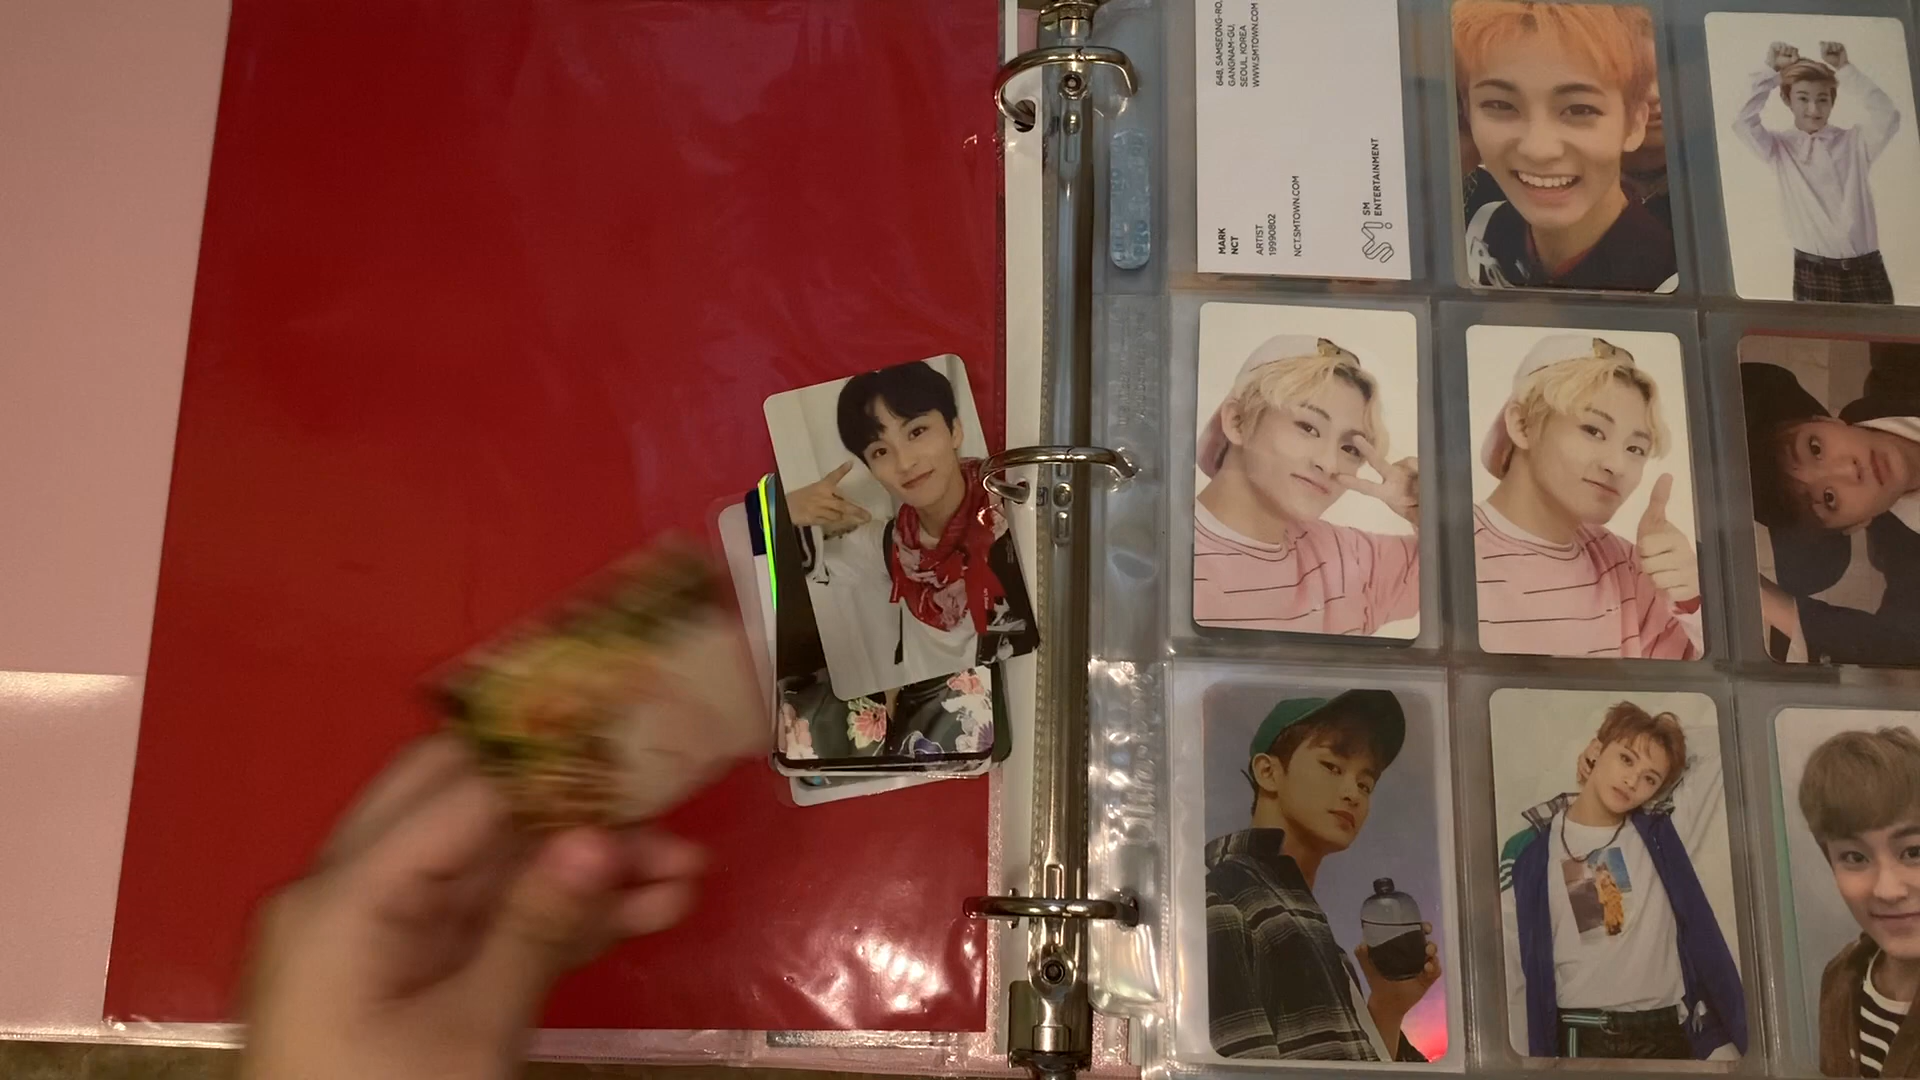 648, SAMSEONG-RO,
GANGNAM-GU,
SEOUL, KOREA
WWW.SMTOWN.COM
MARK
NCT
ARTIST
19990802
NCT.SMTOWN.COM
SM
ENTERTAINMENT